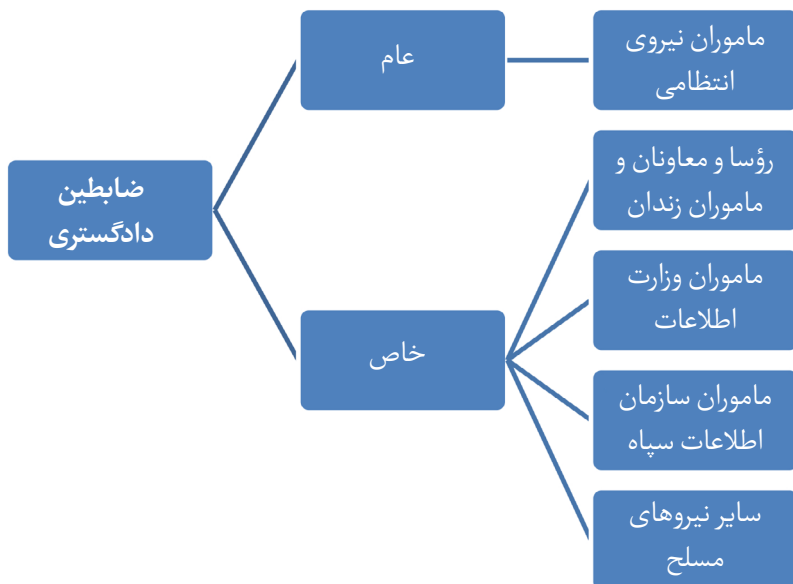 ضابطین
دادگستری
عام
ماموران نیروی
انتظامی
خاص
رؤسا و معاونان و
ماموران زندان
ماموران وزارت
اطلاعات
ماموران سازمان
اطلاعات سپاه
سایر نیروهای
مسلح